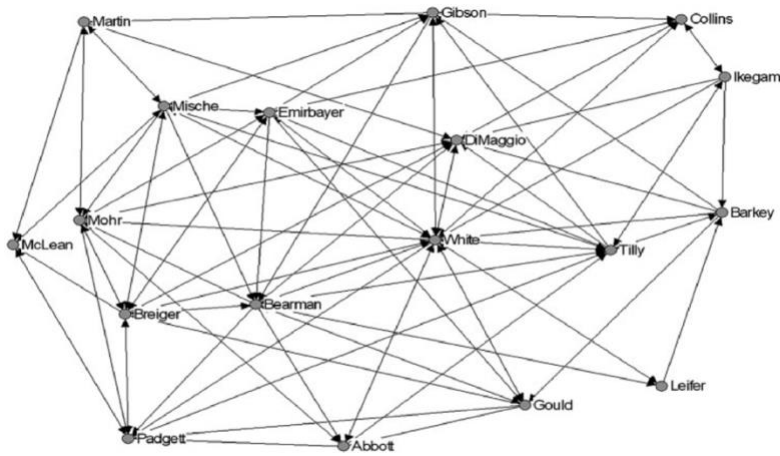 Martin
Gibson
Collins
Ikegam
Mische
Emirbayer
DiMaggio
Barkey
Mohr
White
McLean
Tilly
Bearman
Breiger
Leifer
Gould
Padgett
Abbott